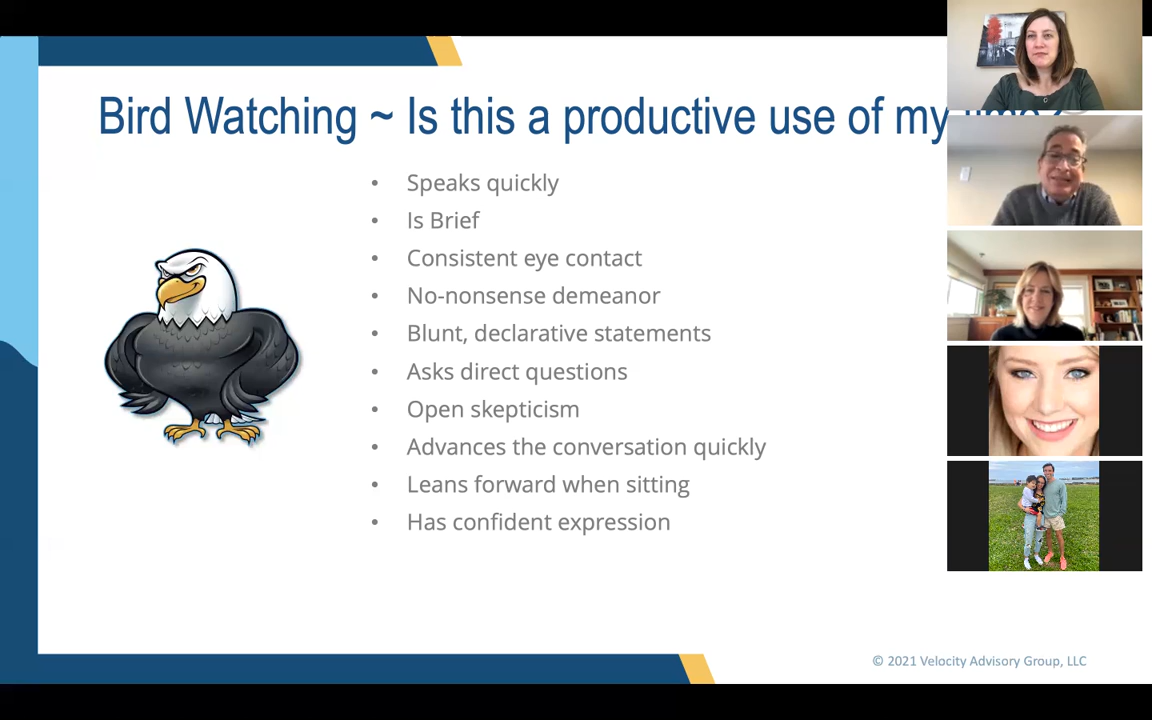 Bird Watching ~ Is this a productive use of my time?
• Speaks quickly
• Is Brief
• Consistent eye contact
• No-nonsense demeanor
• Blunt, declarative statements
• Asks direct questions
• Open skepticism
• Advances the conversation quickly
• Leans forward when sitting
• Has confident expression
© 2021 Velocity Advisory Group, LLC